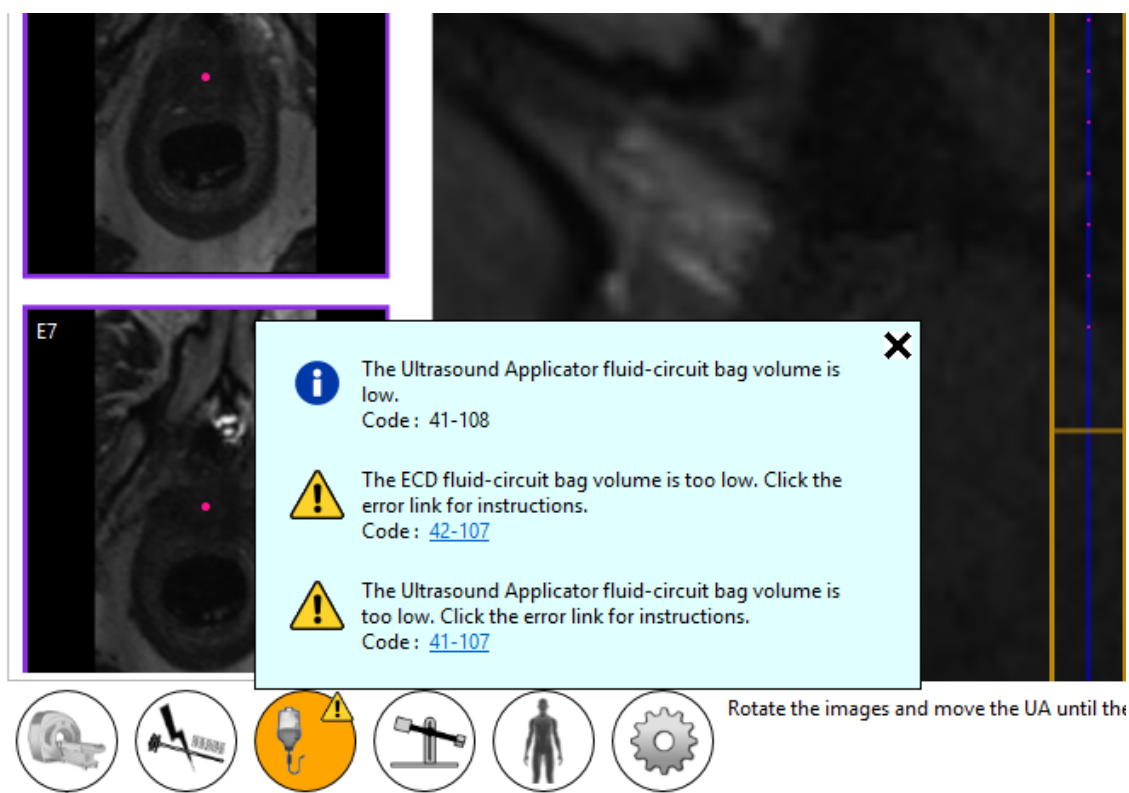 E7
The Ultrasound Applicator fluid-circuit bag volume is
low.
Code : 41-108
The ECD fluid-circuit bag volume is too low. Click the
error link for instructions.
Code : 42-107
The Ultrasound Applicator fluid-circuit bag volume is
too low. Click the error link for instructions.
Code : 41-107
Rotate the images and move the UA until the